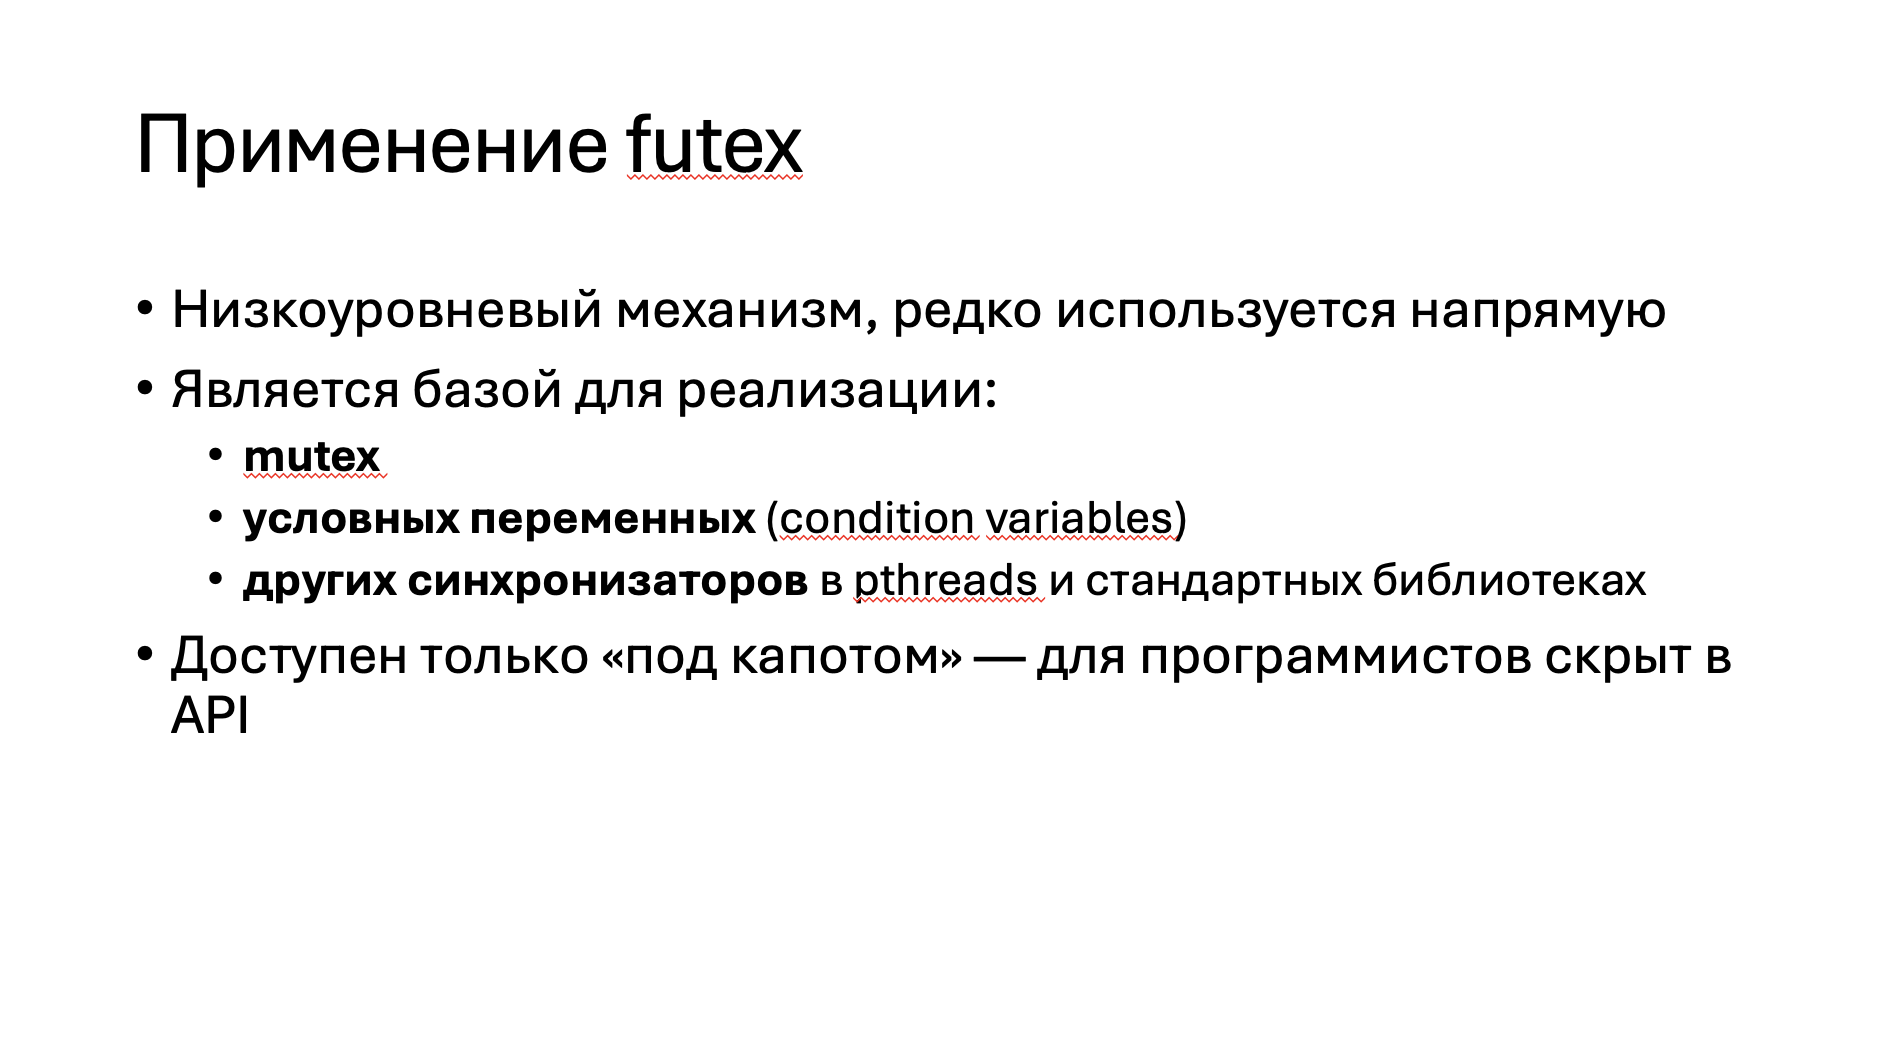 Применение futex
• Низкоуровневый механизм, редко используется напрямую
• Является базой для реализации:
• mutex
• условных переменных (condition variables)
• других синхронизаторов в pthreads и стандартных библиотеках
• Доступен только «под капотом» — для программистов скрыт в
API